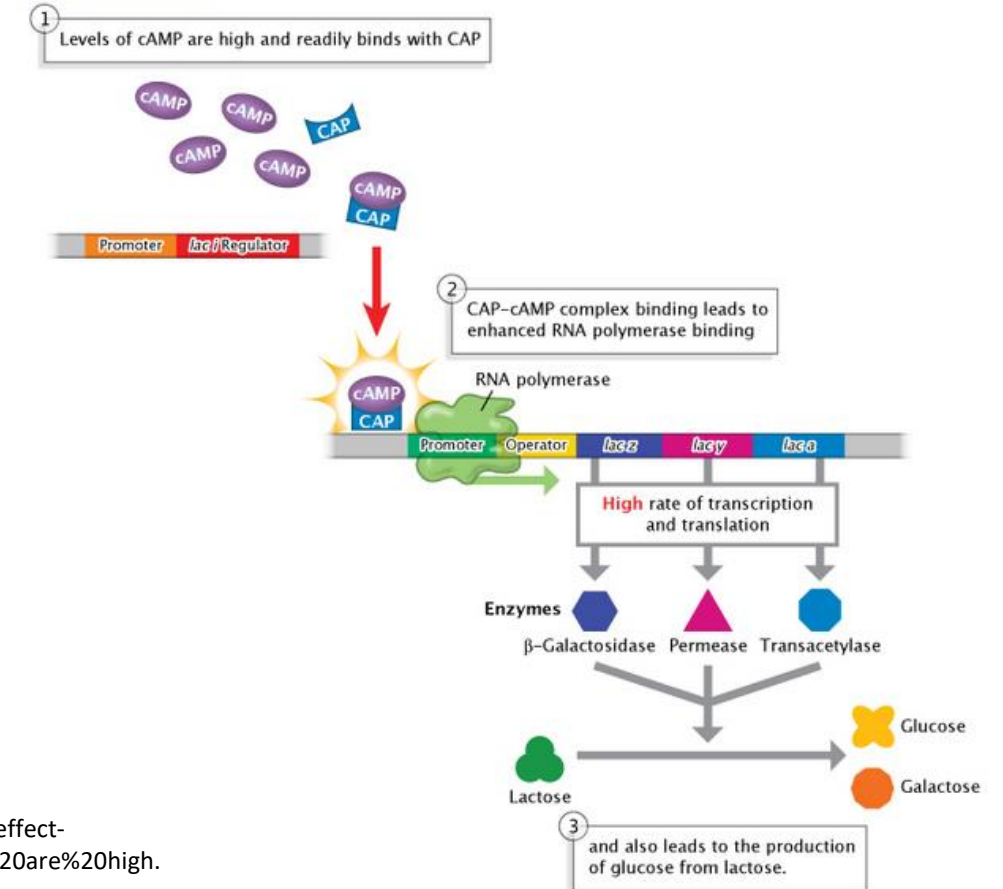 1
Levels of cAMP are high and readily binds with CAP
cAMP
cAMP
CAP
cAMP
cAMP
cAMP
CAP
Promoter
lac i Regulator
2
CAP-cAMP complex binding leads to
enhanced RNA polymerase binding
RNA polymerase
cAMP
CAP
Promoter
Operator
lac z
lac y
lac a
High rate of transcription
and translation
Enzymes
β-Galactosidase
Permease
Transacetylase
Glucose
Galactose
Lactose
3
and also leads to the production
of glucose from lactose.
effect-
20are%20high.